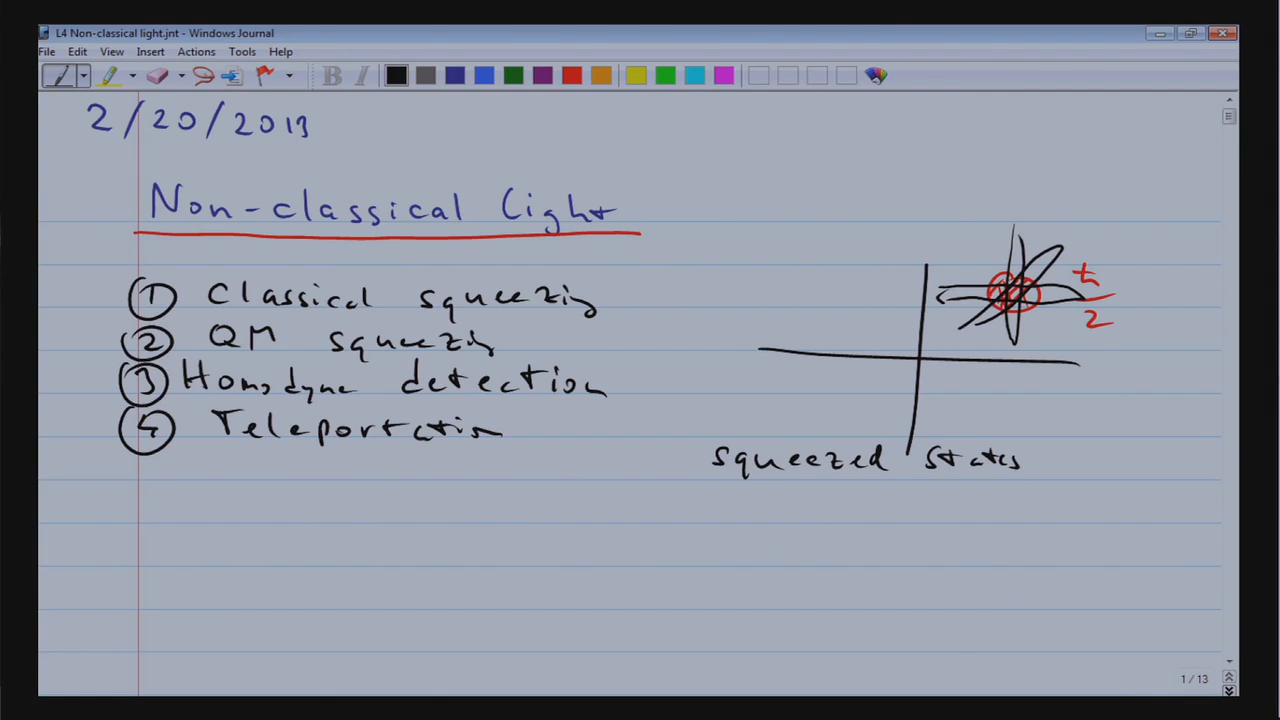 L4 Non-classical light.jnt - Windows Journal
File Edit View Insert Actions Tools Help
B I
2/20/2013
Non-classical light
① Classical squeezing
② QM squeezing
③ Homodyne detection
④ Teleportation
ħ
2
squeezed states
1 / 13